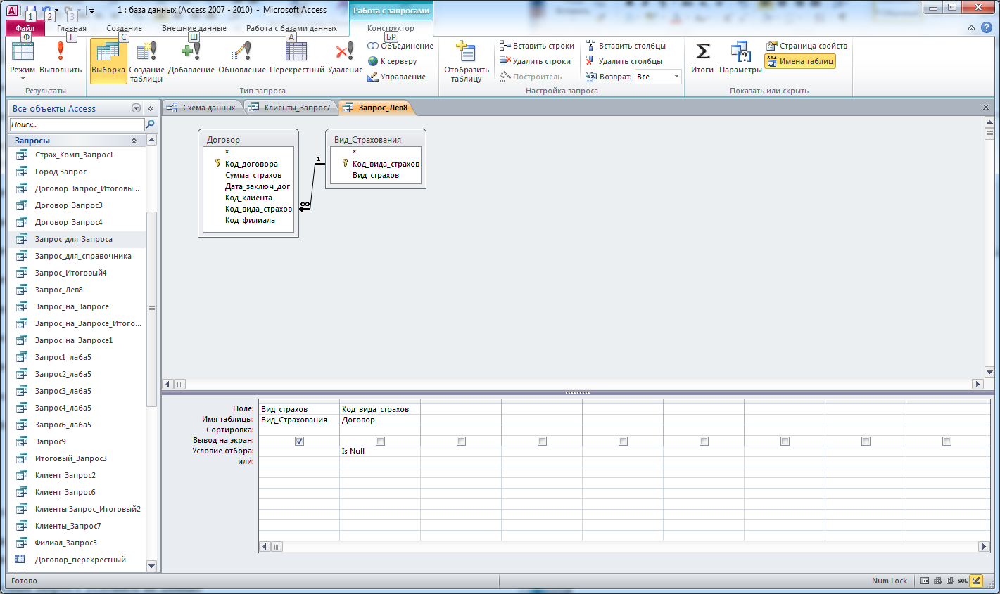 1 : база данных (Access 2007 - 2010) - Microsoft Access
Работа с запросами
1 2 3
Файл Главная Создание Внешние данные Работа с базами данных Конструктор
Ф Г С Ш А БР
Режим Выполнить
Результаты
Выборка Создание таблицы Добавление Обновление Перекрестный Удаление
Объединение
К серверу
Управление
Тип запроса
Отобразить таблицу
Вставить строки
Удалить строки
Построитель
Вставить столбцы
Удалить столбцы
Возврат: Все
Настройка запроса
Итоги Параметры
Страница свойств
Имена таблиц
Показать или скрыть
Все объекты Access
Поиск...
Запросы
Страх_Комп_Запрос1
Город Запрос
Договор Запрос_Итоговы...
Договор_Запрос3
Договор_Запрос4
Запрос_для_Запроса
Запрос_для_справочника
Запрос_Итоговый4
Запрос_Лев8
Запрос_на_Запросе
Запрос_на_Запросе_Итого...
Запрос_на_Запросе1
Запрос1_лаба5
Запрос2_лаба5
Запрос3_лаба5
Запрос4_лаба5
Запрос6_лаба5
Запрос9
Итоговый_Запрос3
Клиент_Запрос2
Клиент_Запрос6
Клиенты Запрос_Итоговый2
Клиенты_Запрос7
Филиал_Запрос5
Договор_перекрестный
Схема данных Клиенты_Запрос7 Запрос_Лев8
Договор
*
Код_договора
Сумма_страхов
Дата_заключ_дог
Код_клиента
Код_вида_страхов
Код_филиала
1
∞
Вид_Страхования
*
Код_вида_страхов
Вид_страхов
Поле: Вид_страхов Код_вида_страхов
Имя таблицы: Вид_Страхования Договор
Сортировка:
Вывод на экран:
Условие отбора: Is Null
или:
Готово
Num Lock
SQL